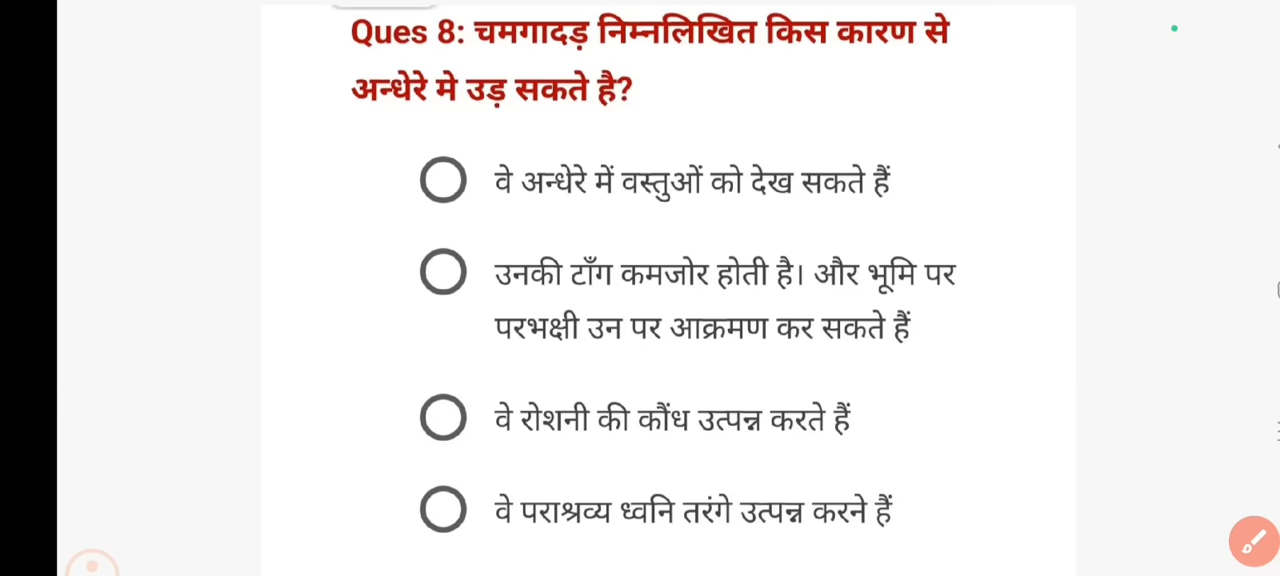 Ques 8: चमगादड़ निम्नलिखित किस कारण से
अन्धेरे मे उड़ सकते है?
वे अन्धेरे में वस्तुओं को देख सकते हैं
उनकी टाँग कमजोर होती है। और भूमि पर
परभक्षी उन पर आक्रमण कर सकते हैं
वे रोशनी की कौंध उत्पन्न करते हैं
वे पराश्रव्य ध्वनि तरंगे उत्पन्न करने हैं